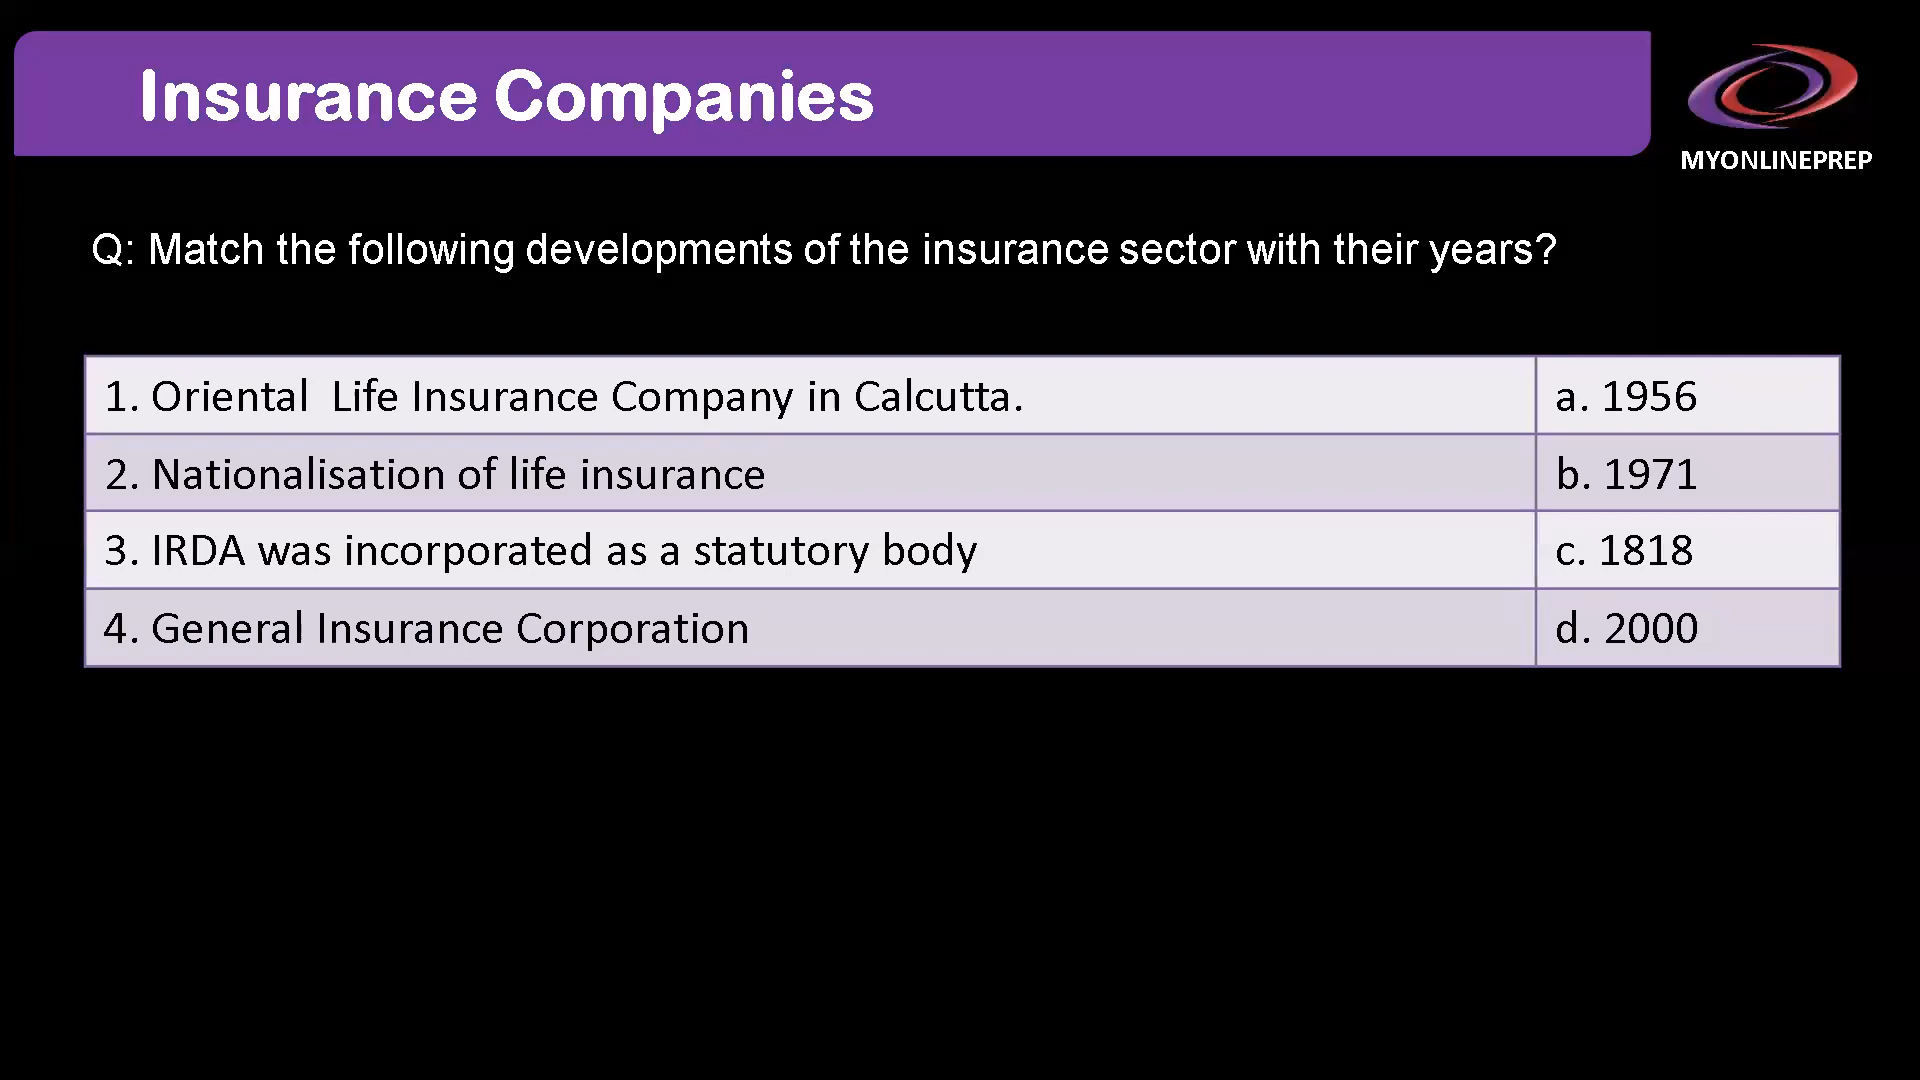 Insurance Companies
MYONLINEPREP
Q: Match the following developments of the insurance sector with their years?
1. Oriental  Life Insurance Company in Calcutta.
a. 1956
2. Nationalisation of life insurance
b. 1971
3. IRDA was incorporated as a statutory body
c. 1818
4. General Insurance Corporation
d. 2000